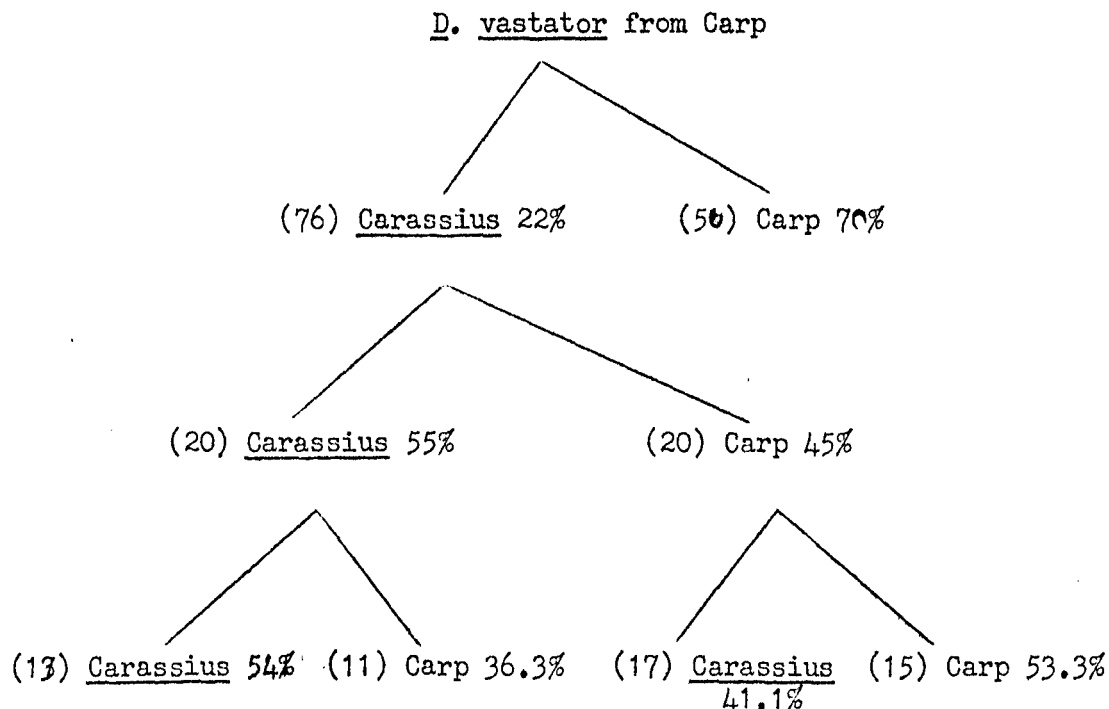 D. vastator from Carp
(76) Carassius 22% (50) Carp 70%
(20) Carassius 55% (20) Carp 45%
(13) Carassius 54% (11) Carp 36.3% (17) Carassius (15) Carp 53.3%
41.1%